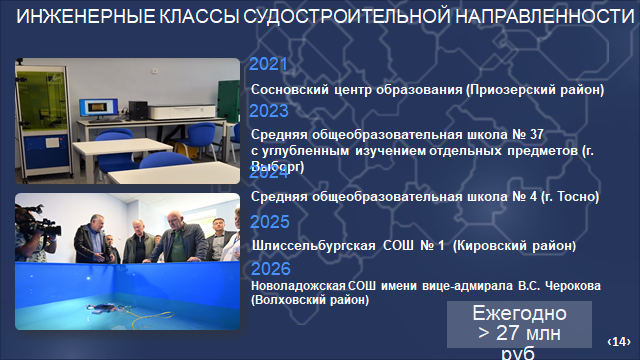 ИНЖЕНЕРНЫЕ КЛАССЫ СУДОСТРОИТЕЛЬНОЙ НАПРАВЛЕННОСТИ
2021
Сосновский центр образования (Приозерский район)
2023
Средняя общеобразовательная школа № 37
с углубленным изучением отдельных предметов (г.
Выборг)
2024
Средняя общеобразовательная школа № 4 (г. Тосно)
2025
Шлиссельбургская СОШ № 1 (Кировский район)
2026
Новоладожская СОШ имени вице-адмирала В.С. Черокова
(Волховский район)
Ежегодно
> 27 млн
руб
‹14›